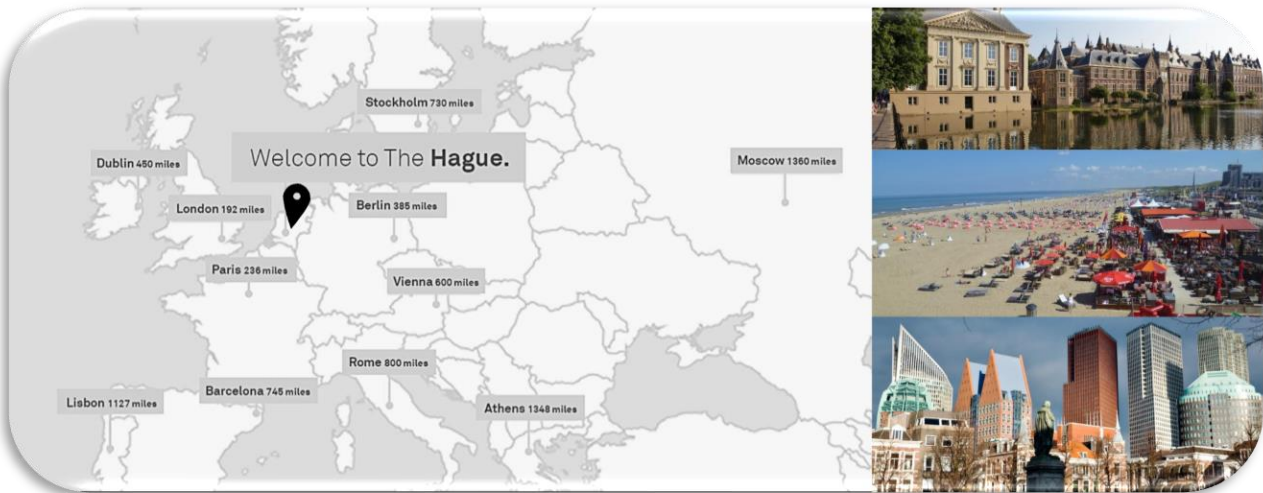 Stockholm 730 miles
Welcome to The Hague.
Dublin 450 miles
Moscow 1360 miles
London 192 miles
Berlin 385 miles
Paris 236 miles
Vienna 600 miles
Rome 800 miles
Barcelona 745 miles
Lisbon 1127 miles
Athens 1348 miles